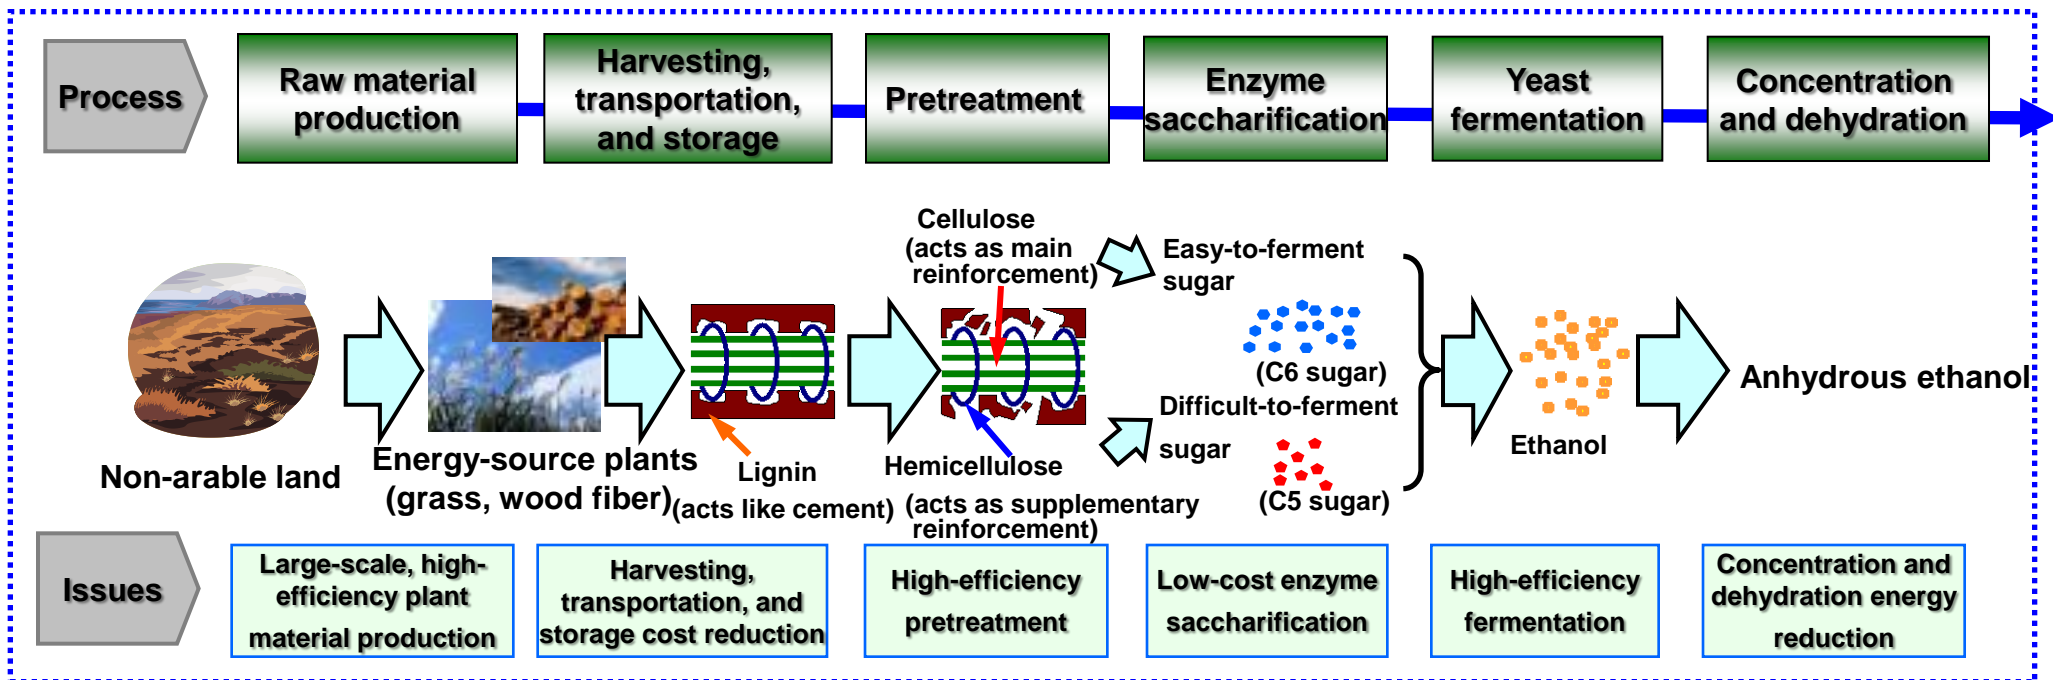 Process
Raw material
production
Harvesting,
transportation,
and storage
Pretreatment
Enzyme
saccharification
Yeast
fermentation
Concentration
and dehydration
Non-arable land
Energy-source plants
(grass, wood fiber)
Lignin
(acts like cement)
Cellulose
(acts as main
reinforcement)
Hemicellulose
(acts as supplementary
reinforcement)
Easy-to-ferment
sugar
(C6 sugar)
Difficult-to-ferment
sugar
(C5 sugar)
Ethanol
Anhydrous ethanol
Issues
Large-scale, high-
efficiency plant
material production
Harvesting,
transportation, and
storage cost reduction
High-efficiency
pretreatment
Low-cost enzyme
saccharification
High-efficiency
fermentation
Concentration and
dehydration energy
reduction